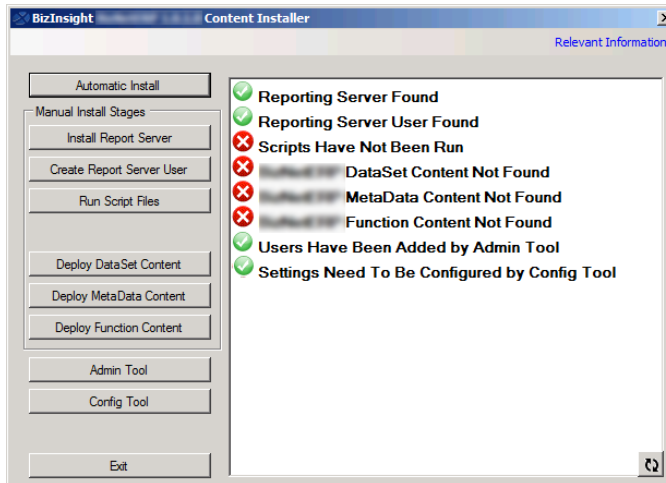 BizInsight Content Installer
Relevant Information
Automatic Install
Manual Install Stages
Install Report Server
Create Report Server User
Run Script Files
Deploy DataSet Content
Deploy MetaData Content
Deploy Function Content
Admin Tool
Config Tool
Exit
Reporting Server Found
Reporting Server User Found
Scripts Have Not Been Run
DataSet Content Not Found
MetaData Content Not Found
Function Content Not Found
Users Have Been Added by Admin Tool
Settings Need To Be Configured by Config Tool